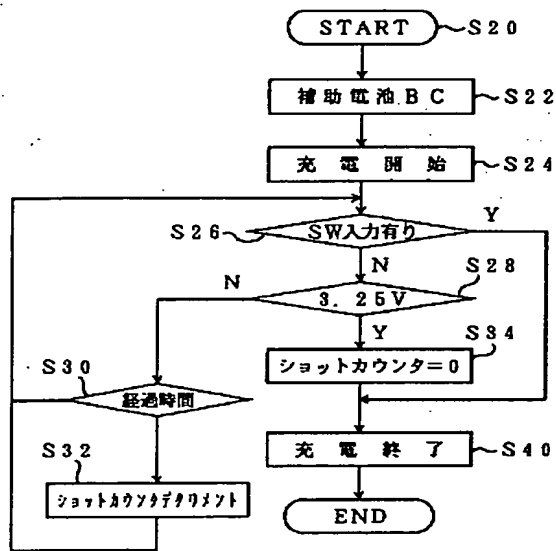 START
S20
補助電池BC
S22
充電開始
S24
SW入力有り
S26
Y
N
3.25V
S28
N
Y
ショットカウンタ=0
S34
S30
経過時間
S32
ショットカウンタデクリメント
充電終了
S40
END